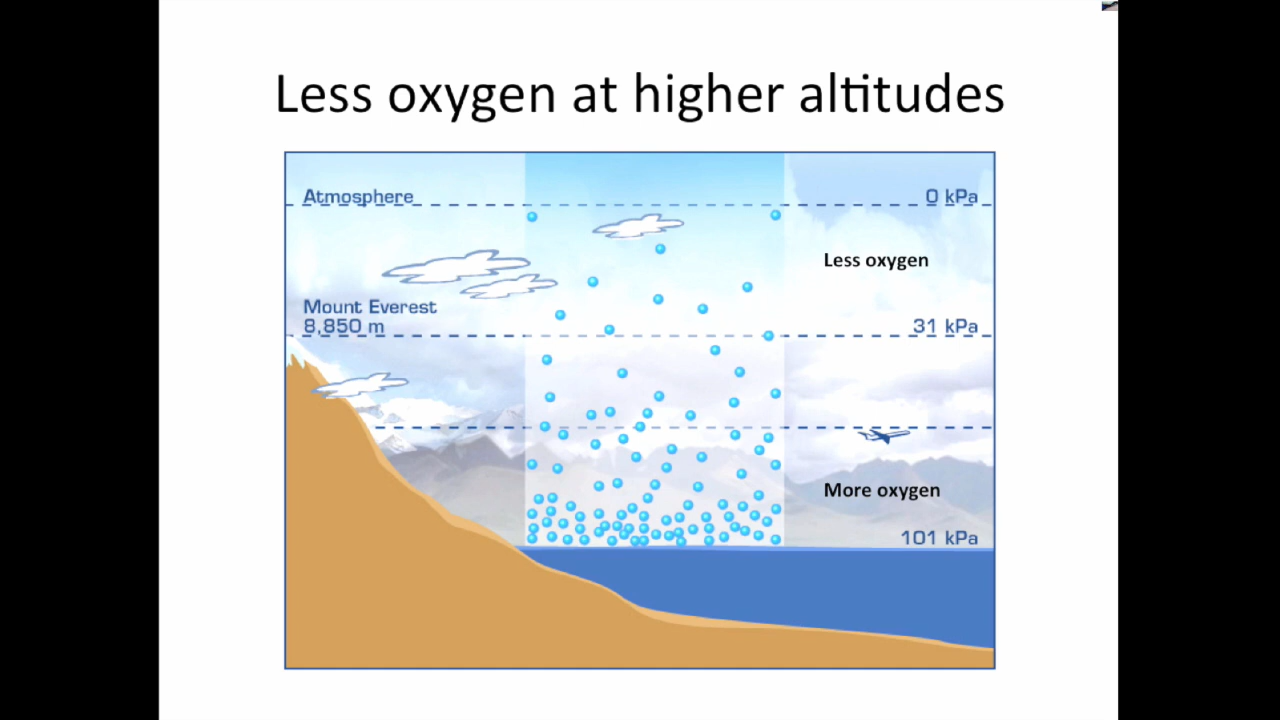 Less oxygen at higher altitudes
Atmosphere
0 kPa
Less oxygen
Mount Everest
8,850 m
31 kPa
More oxygen
101 kPa